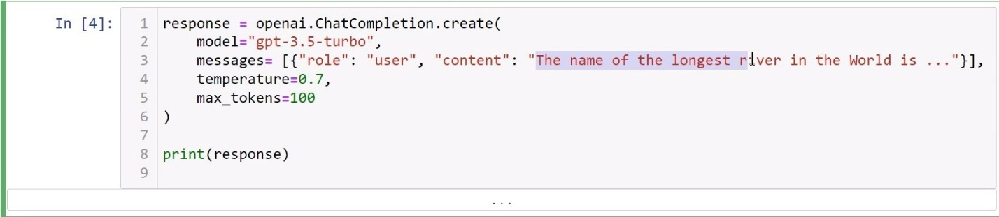 In [4]:
1 response = openai.ChatCompletion.create(
2     model="gpt-3.5-turbo",
3     messages= [{"role": "user", "content": "The name of the longest river in the World is ..."}],
4     temperature=0.7,
5     max_tokens=100
6 )
7
8 print(response)
9
...